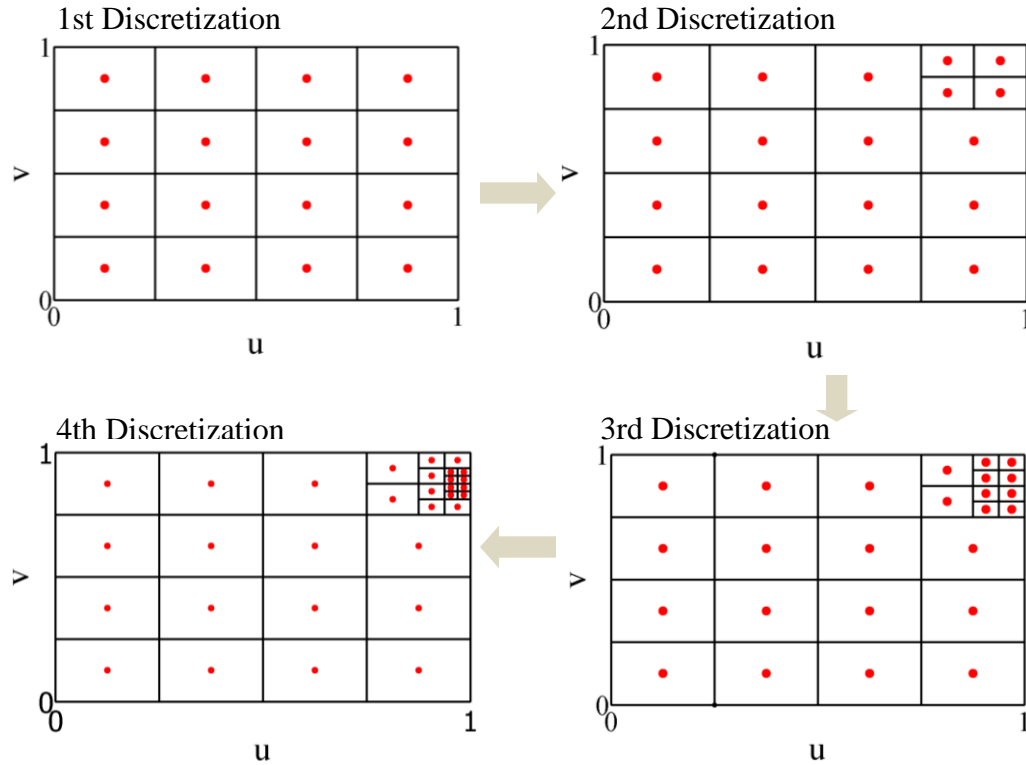 1st Discretization
1
v
0
0
1
u
2nd Discretization
1
v
0
0
1
u
4th Discretization
1
v
0
0
1
u
3rd Discretization
1
v
0
0
1
u